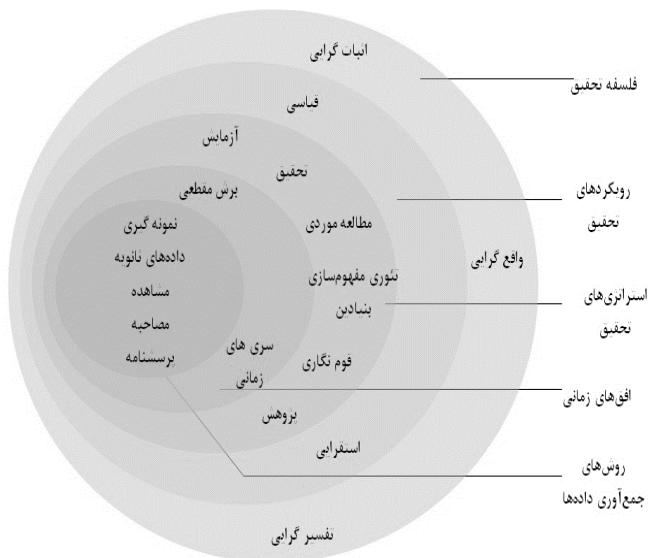 اثبات گرایی
فلسفه تحقیق
قیاسی
آزمایش
تحقیق
برش مقطعی
رویکردهای
تحقیق
نمونه گیری
داده‌های ثانویه
مشاهده
مصاحبه
پرسشنامه
مطالعه موردی
واقع گرایی
تئوری مفهوم‌سازی
بنیادین
استراتژی‌های
تحقیق
سری های
زمانی
قوم نگاری
افق‌های زمانی
پژوهش
استقرایی
روش‌های
جمع‌آوری داده‌ها
تفسیر گرایی